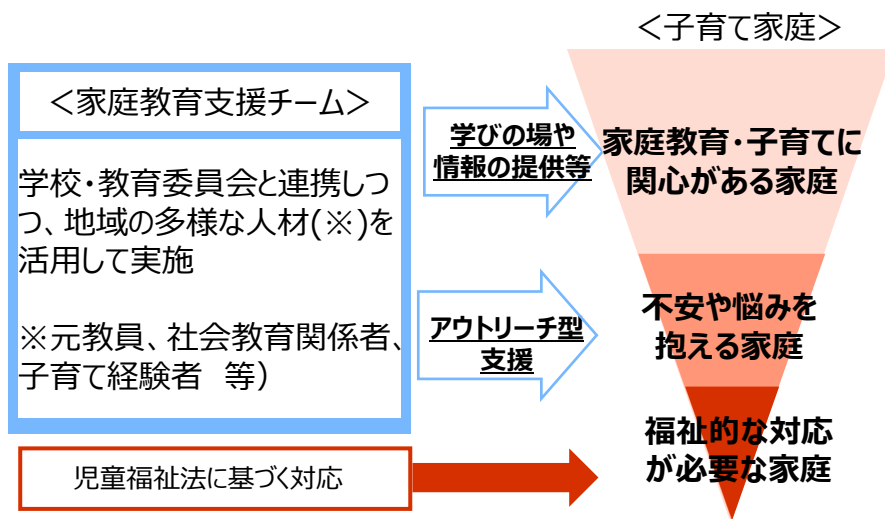 ＜子育て家庭＞
＜家庭教育支援チーム＞
学校・教育委員会と連携しつ
つ、地域の多様な人材(※)を
活用して実施
※元教員、社会教育関係者、
子育て経験者　等）
学びの場や
情報の提供等
家庭教育・子育てに
関心がある家庭
アウトリーチ型
支援
不安や悩みを
抱える家庭
児童福祉法に基づく対応
福祉的な対応
が必要な家庭